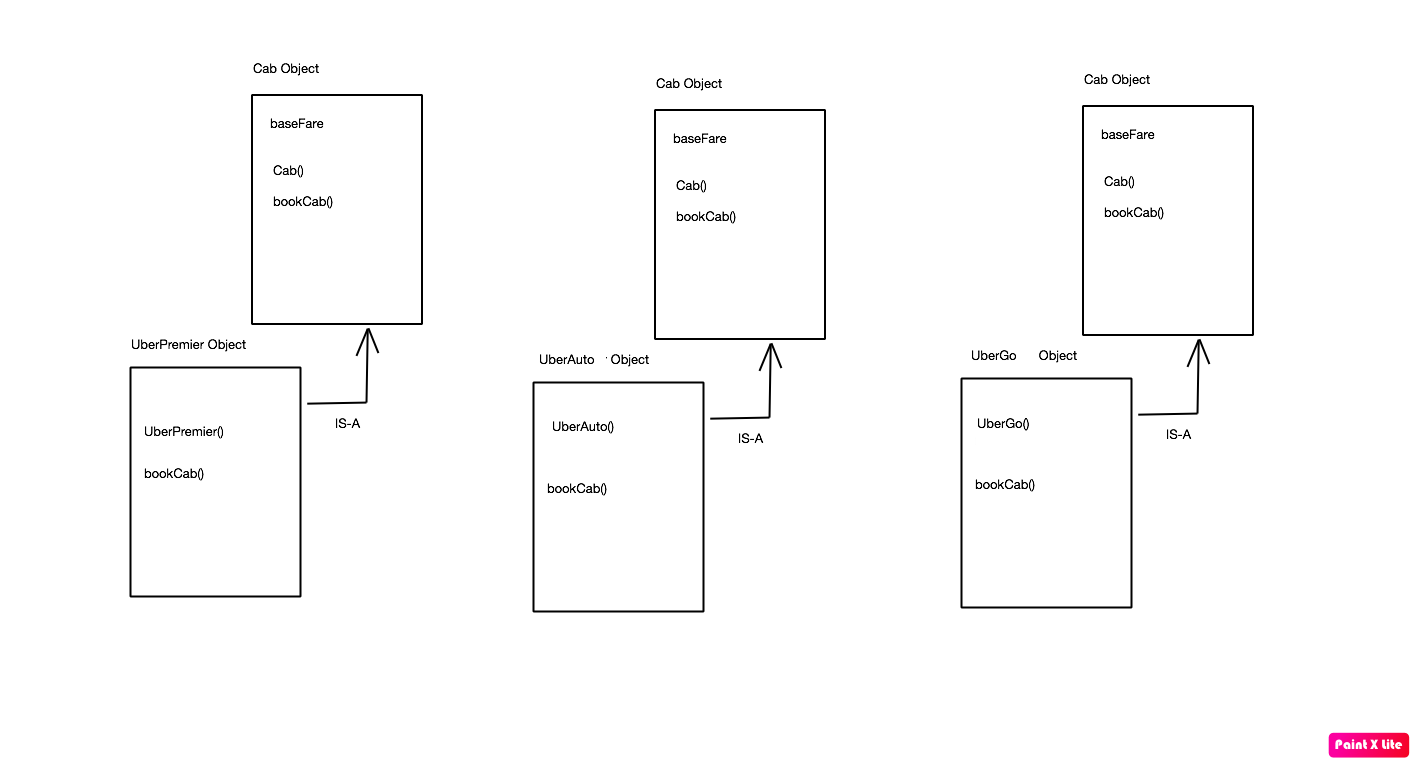 Cab Object
baseFare
Cab()
bookCab()
UberPremier Object
UberPremier()
bookCab()
IS-A
Cab Object
baseFare
Cab()
bookCab()
UberAuto Object
UberAuto()
bookCab()
IS-A
Cab Object
baseFare
Cab()
bookCab()
UberGo Object
UberGo()
bookCab()
IS-A
Paint X Lite